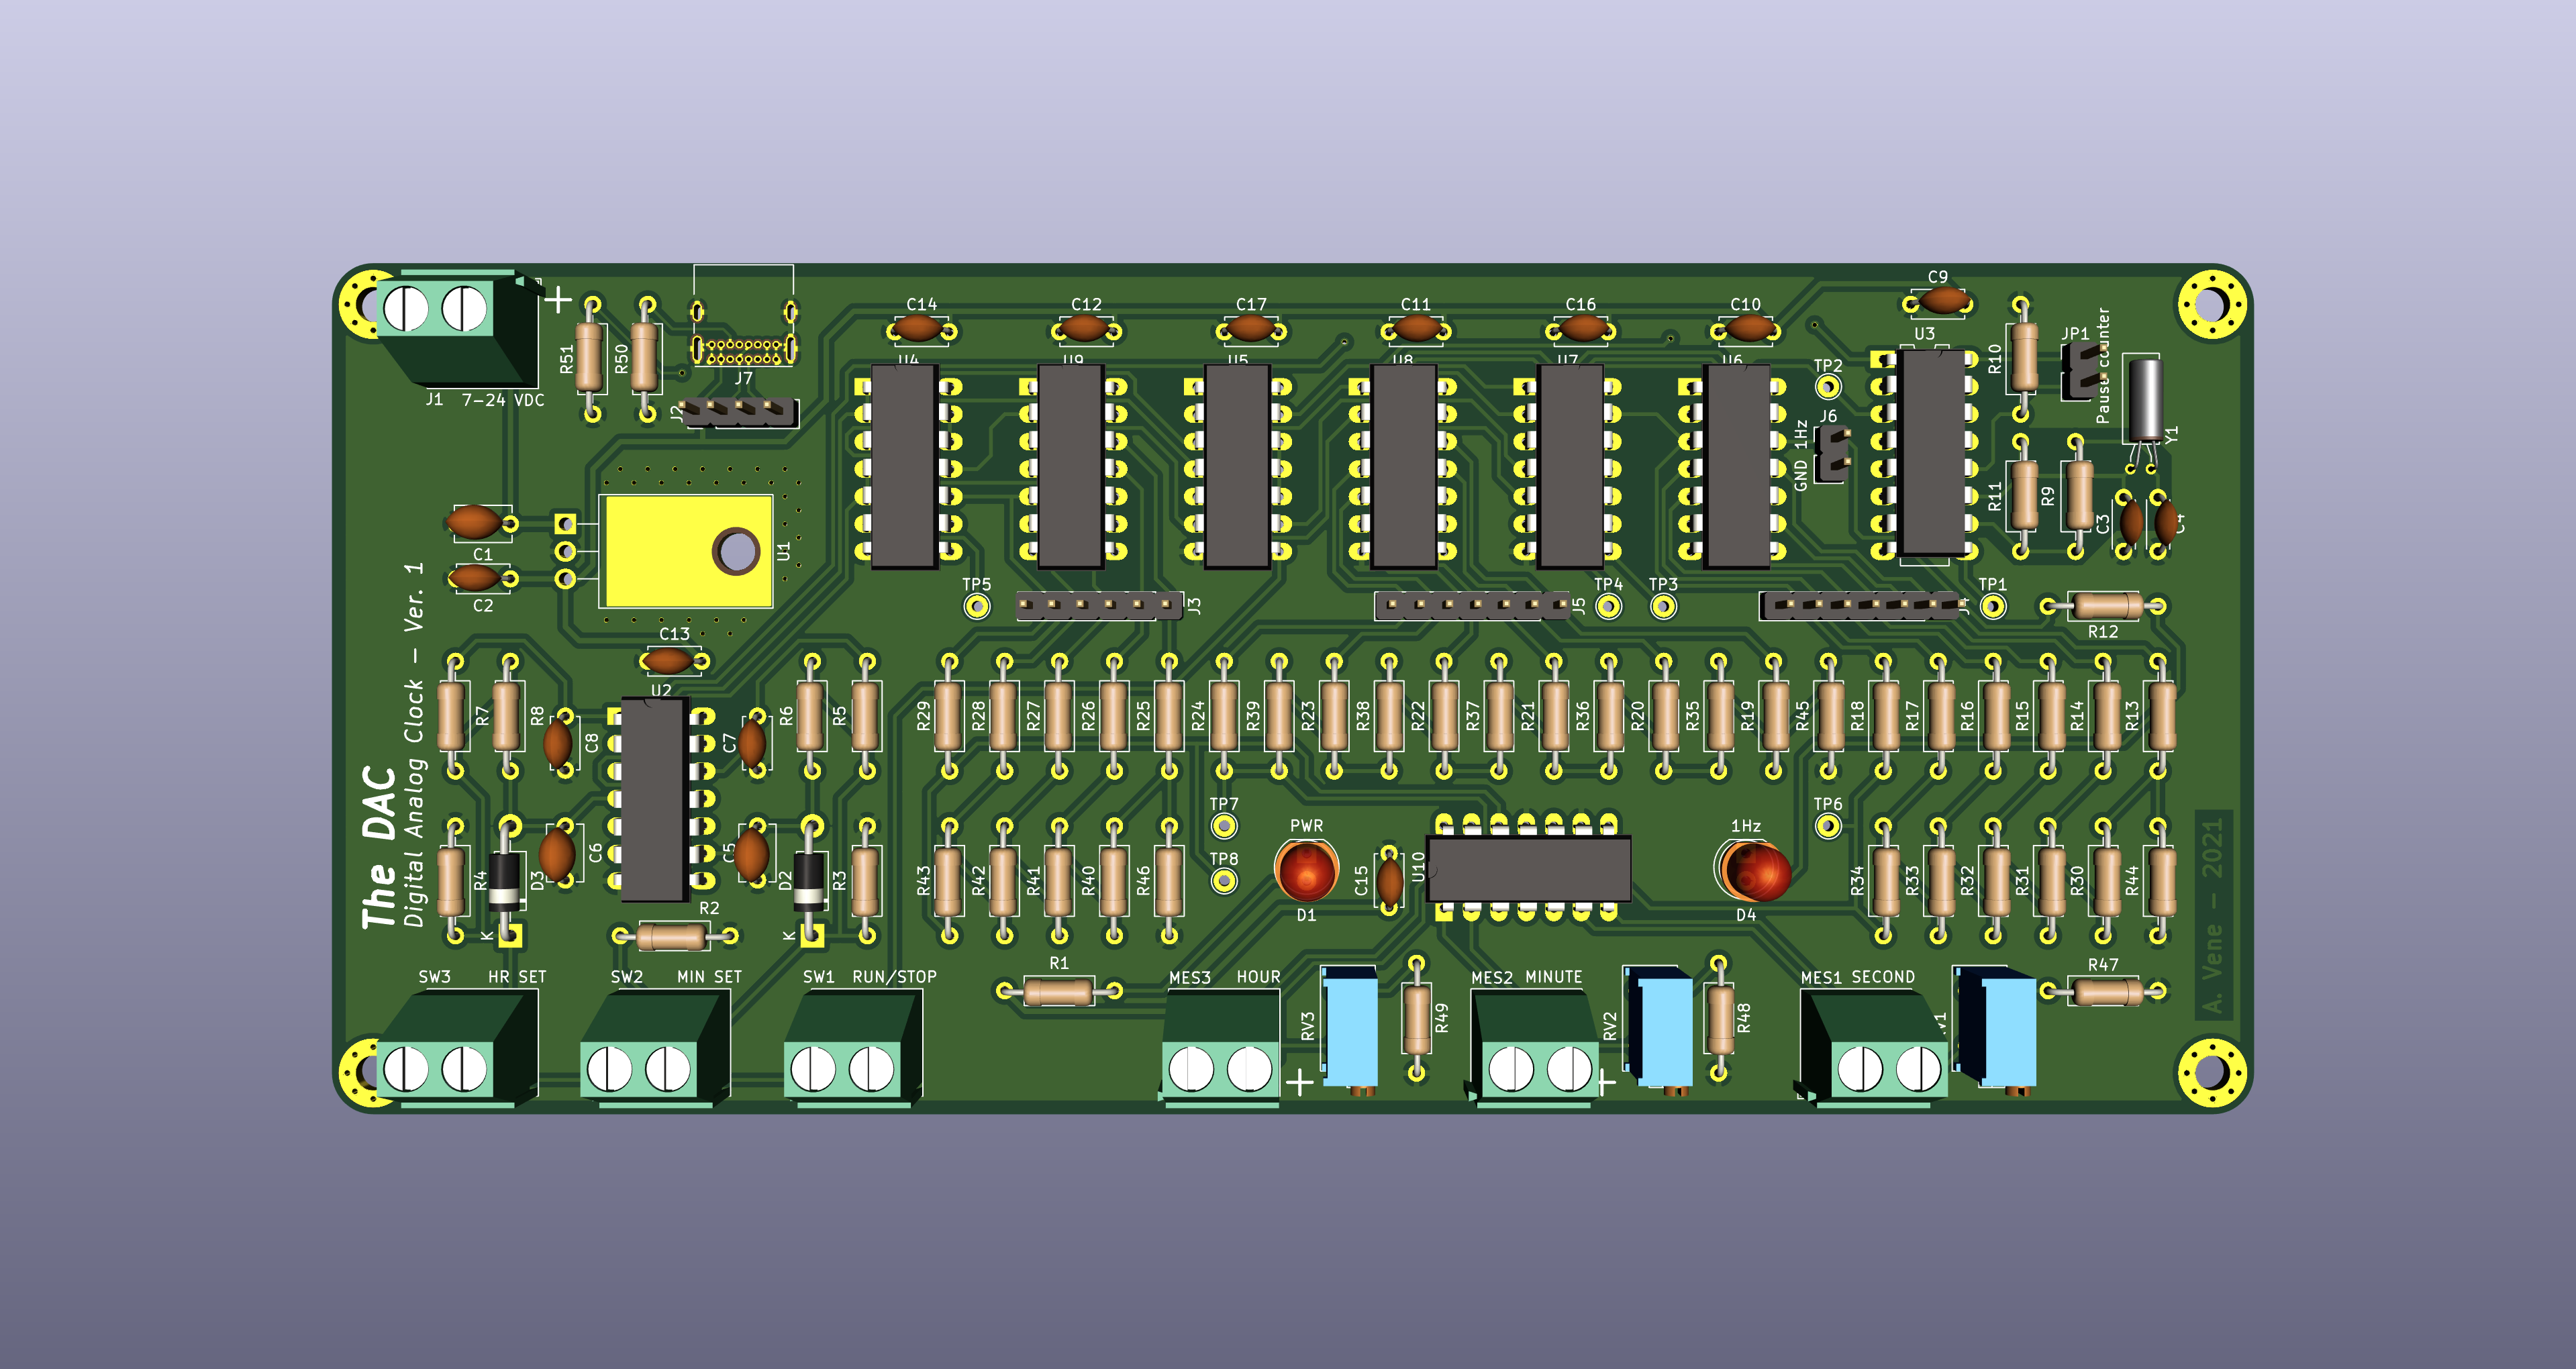 C9
C14
C12
C17
C11
C16
C10
U3
JP1
Pause counter
R51
R50
R10
J7
U4
U9
U5
U8
U7
U6
TP2
J1
7-24 VDC
J2
J6
GND 1Hz
Y1
R11
R9
C3
C4
C1
U1
C2
TP5
J3
J5
TP4
TP3
J4
TP1
R12
C13
U2
R7
R8
C8
C7
R6
R5
R29
R28
R27
R26
R25
R24
R39
R23
R38
R22
R37
R21
R36
R20
R35
R19
R45
R18
R17
R16
R15
R14
R13
The DAC
Digital Analog Clock - Ver. 1
TP7
PWR
1Hz
TP6
TP8
R4
D3
C6
C5
D2
R3
R43
R42
R41
R40
R46
C15
U10
R34
R33
R32
R31
R30
R44
R2
D1
D4
K
K
A. Vene - 2021
SW3
HR SET
SW2
MIN SET
SW1
RUN/STOP
R1
MES3
HOUR
MES2
MINUTE
MES1
SECOND
R47
RV3
R49
RV2
R48